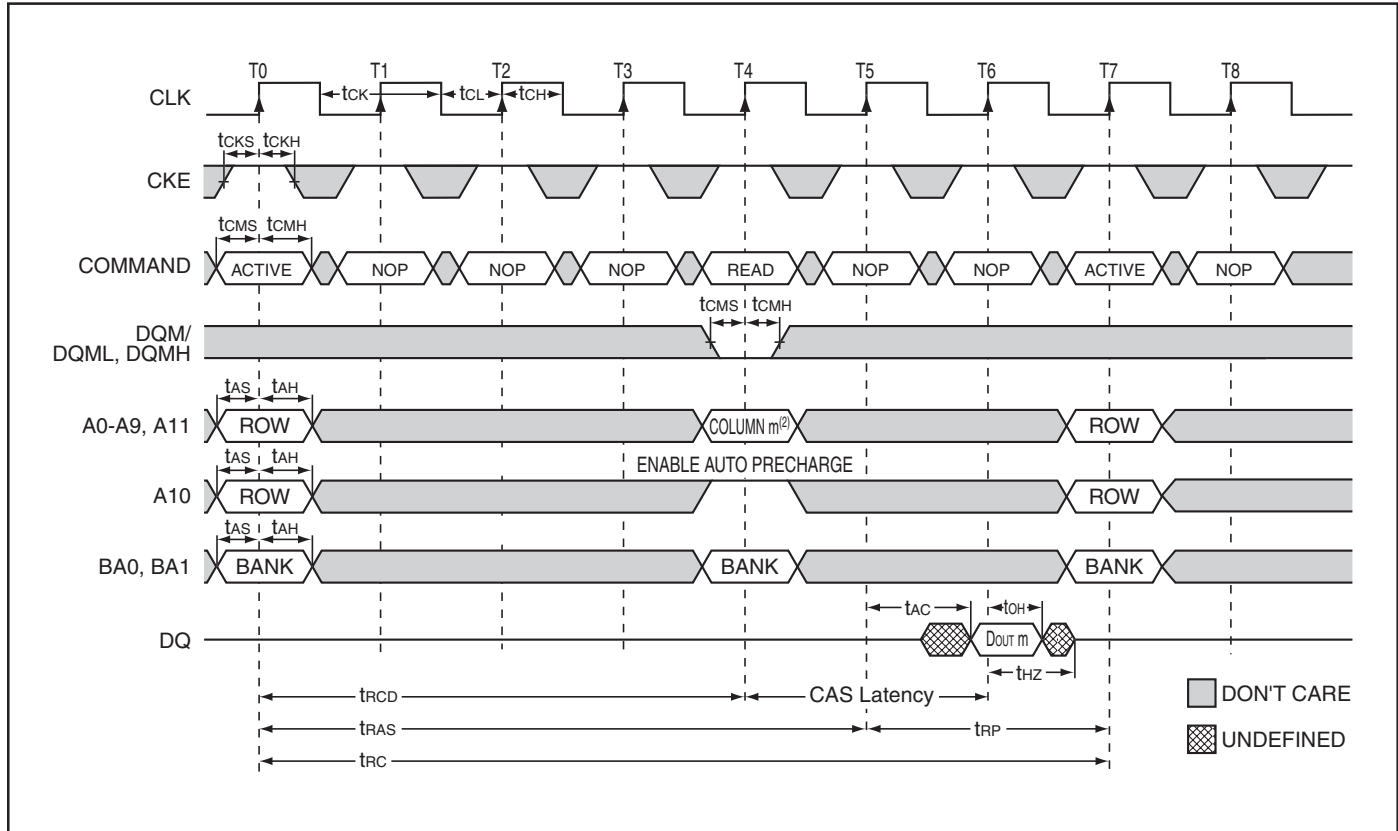 T0 T1 T2 T3 T4 T5 T6 T7 T8
CLK tCK tCL tCH
tCKS tCKH
CKE
tCMS tCMH
COMMAND ACTIVE NOP NOP NOP READ NOP NOP ACTIVE NOP
tCMS tCMH
DQM/
DQML, DQMH
tAS tAH
A0-A9, A11 ROW COLUMN m(2) ROW
tAS tAH ENABLE AUTO PRECHARGE
A10 ROW ROW
tAS tAH
BA0, BA1 BANK BANK BANK
tAC tOH
DQ DOUT m
tHZ
tRCD CAS Latency
DON'T CARE
tRAS tRP
UNDEFINED
tRC